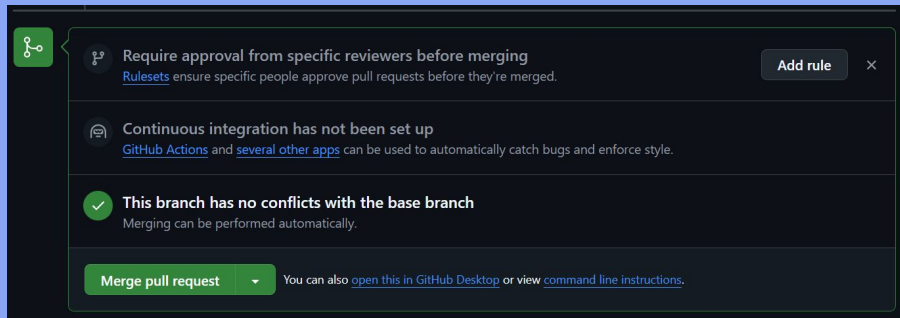 Require approval from specific reviewers before merging
Rulesets ensure specific people approve pull requests before they're merged.
Add rule
Continuous integration has not been set up
GitHub Actions and several other apps can be used to automatically catch bugs and enforce style.
This branch has no conflicts with the base branch
Merging can be performed automatically.
Merge pull request
You can also open this in GitHub Desktop or view command line instructions.